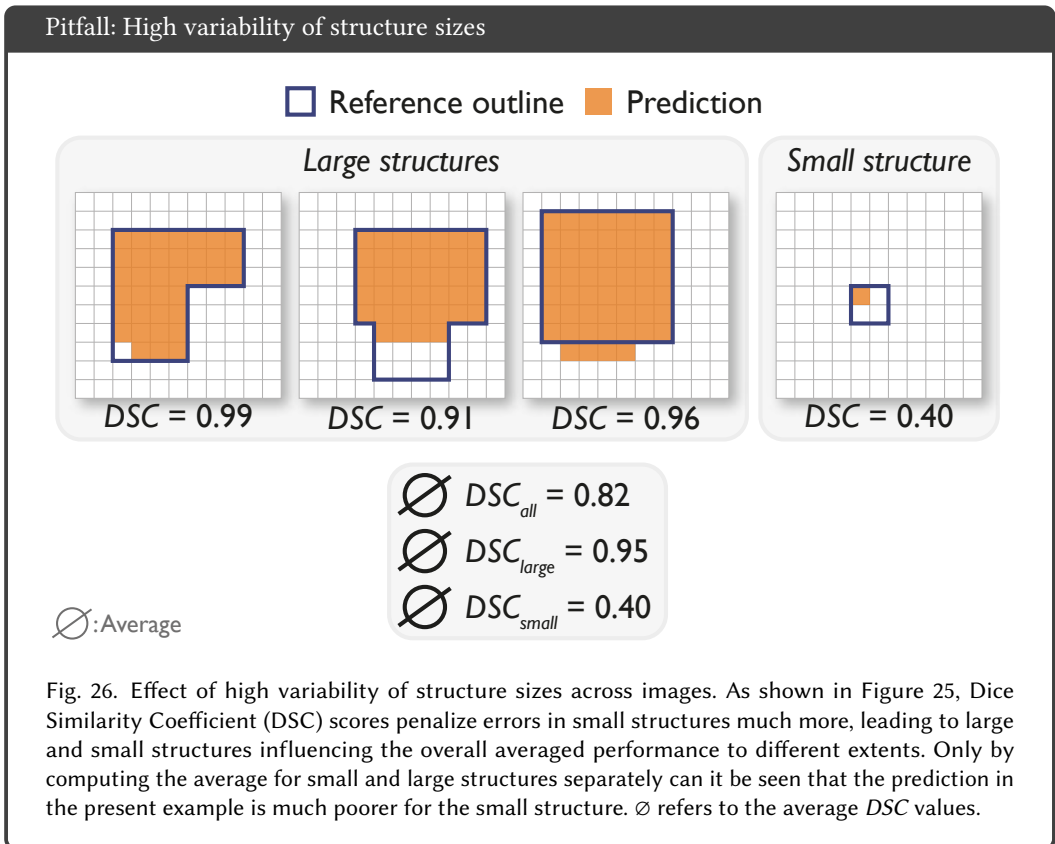 Pitfall: High variability of structure sizes
Reference outline Prediction
Large structures
Small structure
DSC = 0.99
DSC = 0.91
DSC = 0.96
DSC = 0.40
∅ DSC_all = 0.82
∅ DSC_large = 0.95
∅ DSC_small = 0.40
∅:Average
Fig. 26. Effect of high variability of structure sizes across images. As shown in Figure 25, Dice
Similarity Coefficient (DSC) scores penalize errors in small structures much more, leading to large
and small structures influencing the overall averaged performance to different extents. Only by
computing the average for small and large structures separately can it be seen that the prediction in
the present example is much poorer for the small structure. ∅ refers to the average DSC values.